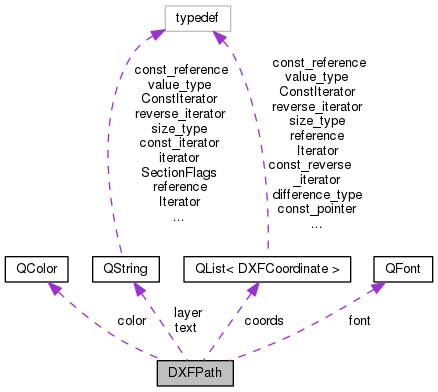 typedef
const_reference
value_type
ConstIterator
reverse_iterator
size_type
const_iterator
iterator
SectionFlags
reference
Iterator
...
const_reference
value_type
ConstIterator
reverse_iterator
size_type
reference
Iterator
const_reverse
_iterator
difference_type
const_pointer
...
QColor
QString
QList< DXFCoordinate >
QFont
color
layer
text
coords
font
DXFPath